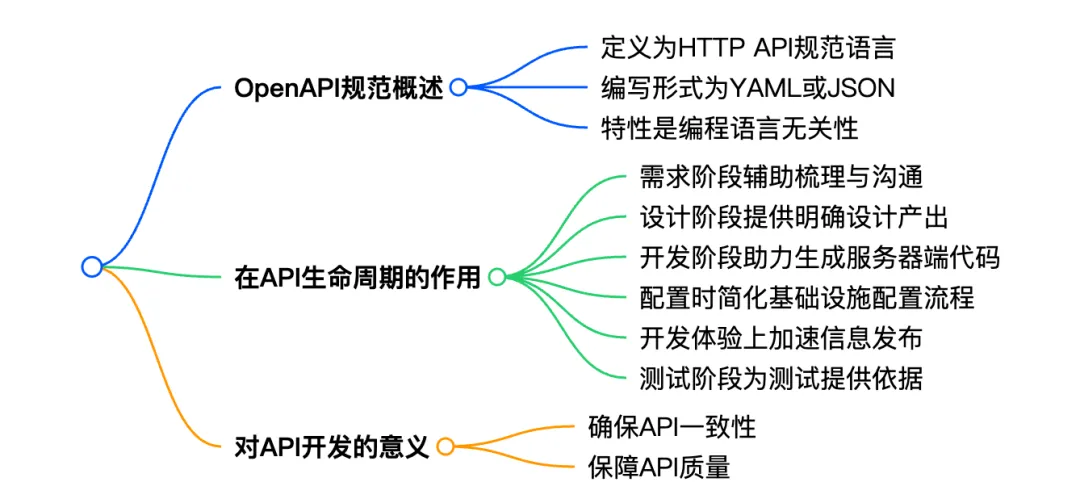 OpenAPI规范概述
定义为HTTP API规范语言
编写形式为YAML或JSON
特性是编程语言无关性
在API生命周期的作用
需求阶段辅助梳理与沟通
设计阶段提供明确设计产出
开发阶段助力生成服务器端代码
配置时简化基础设施配置流程
开发体验上加速信息发布
测试阶段为测试提供依据
对API开发的意义
确保API一致性
保障API质量